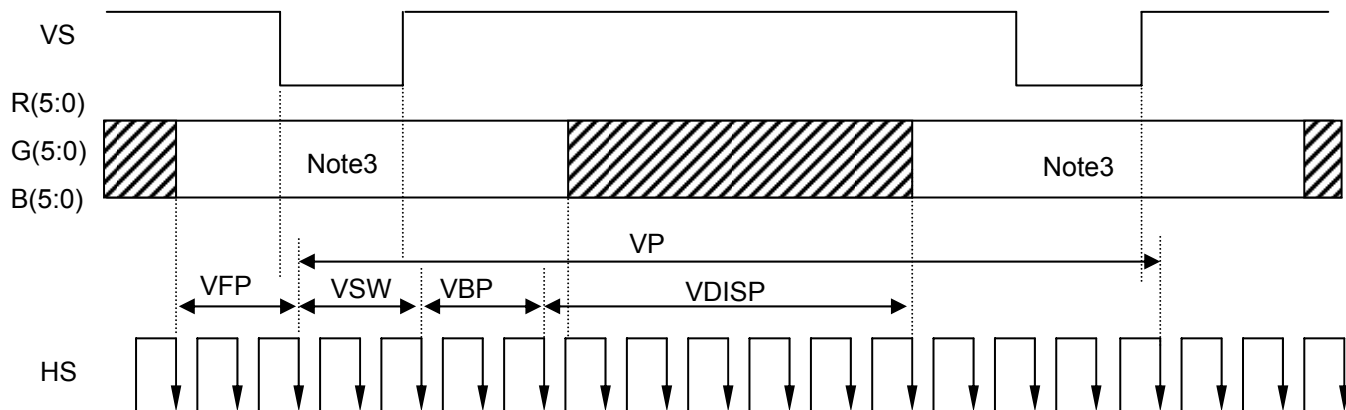 VS
R(5:0)
G(5:0)
B(5:0)
Note3
Note3
VP
VFP
VSW
VBP
VDISP
HS